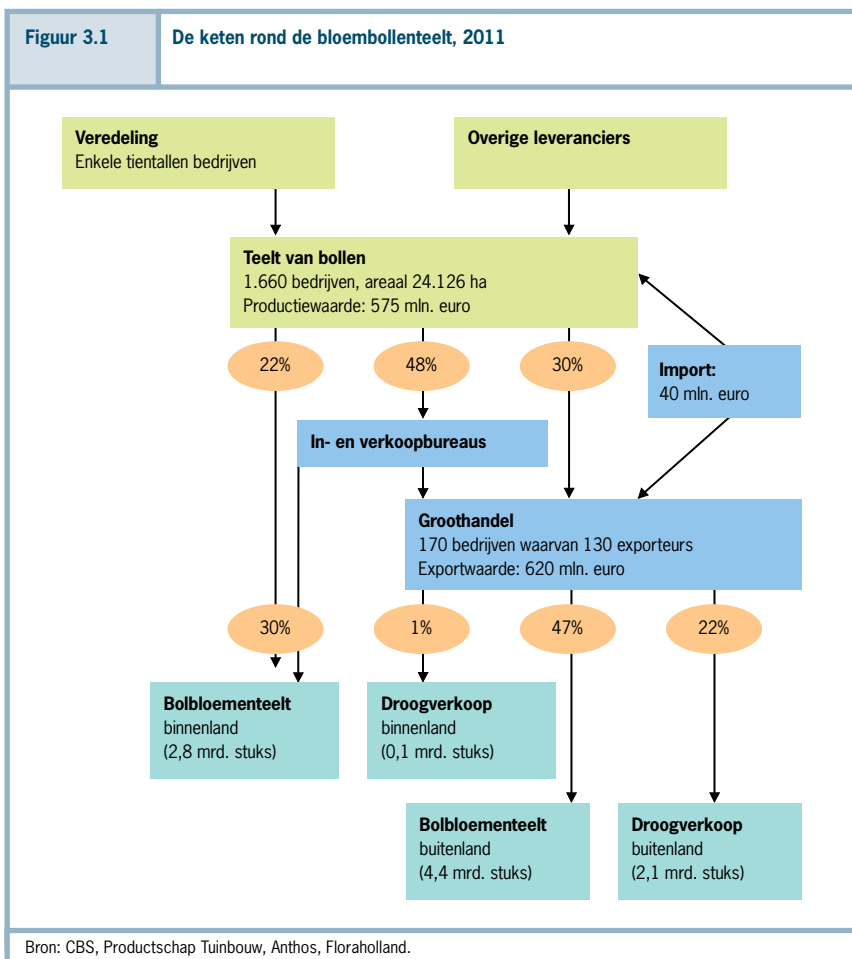 Figuur 3.1
De keten rond de bloembollenteelt, 2011
Veredeling
Enkele tientallen bedrijven
Overige leveranciers
Teelt van bollen
1.660 bedrijven, areaal 24.126 ha
Productiewaarde: 575 mln. euro
22%
48%
30%
Import:
40 mln. euro
In- en verkoopbureaus
Groothandel
170 bedrijven waarvan 130 exporteurs
Exportwaarde: 620 mln. euro
30%
1%
47%
22%
Bolbloementeelt
binnenland
(2,8 mrd. stuks)
Droogverkoop
binnenland
(0,1 mrd. stuks)
Bolbloementeelt
buitenland
(4,4 mrd. stuks)
Droogverkoop
buitenland
(2,1 mrd. stuks)
Bron: CBS, Productschap Tuinbouw, Anthos, Floraholland.